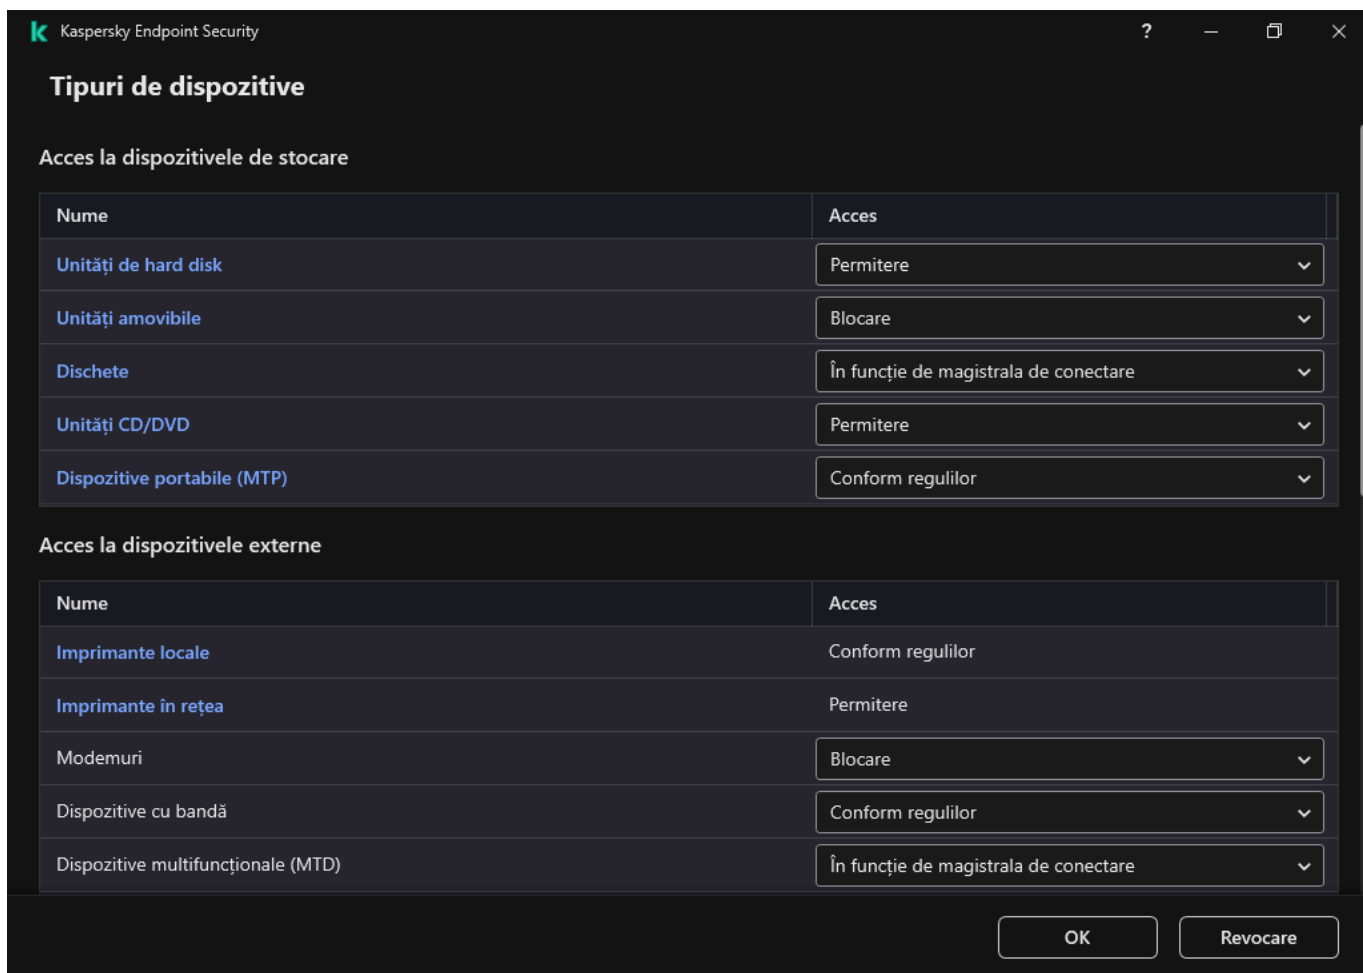 Kaspersky Endpoint Security
?
Tipuri de dispozitive
Acces la dispozitivele de stocare
Nume Acces
Unități de hard disk Permitere
Unități amovibile Blocare
Dischete În funcție de magistrala de conectare
Unități CD/DVD Permitere
Dispozitive portabile (MTP) Conform regulilor
Acces la dispozitivele externe
Nume Acces
Imprimante locale Conform regulilor
Imprimante în rețea Permitere
Modemuri Blocare
Dispozitive cu bandă Conform regulilor
Dispozitive multifuncționale (MTD) În funcție de magistrala de conectare
OK Revocare